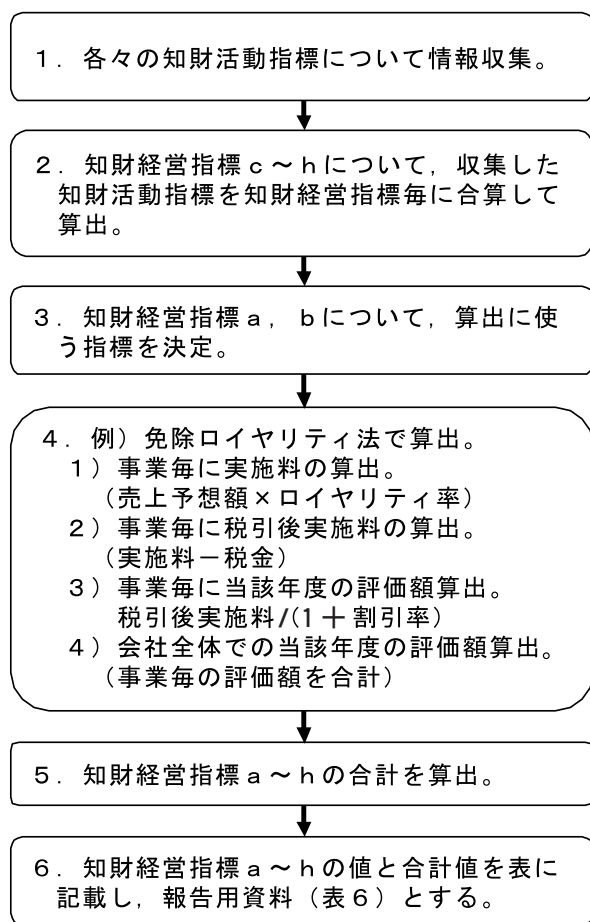 １．各々の知財活動指標について情報収集。
２．知財経営指標ｃ～ｈについて，収集した
知財活動指標を知財経営指標毎に合算して
算出。
３．知財経営指標ａ，ｂについて，算出に使
う指標を決定。
４．例）免除ロイヤリティ法で算出。
１）事業毎に実施料の算出。
（売上予想額×ロイヤリティ率）
２）事業毎に税引後実施料の算出。
（実施料－税金）
３）事業毎に当該年度の評価額算出。
税引後実施料/(１＋割引率）
４）会社全体での当該年度の評価額算出。
（事業毎の評価額を合計）
５．知財経営指標ａ～ｈの合計を算出。
６．知財経営指標ａ～ｈの値と合計値を表に
記載し，報告用資料（表６）とする。